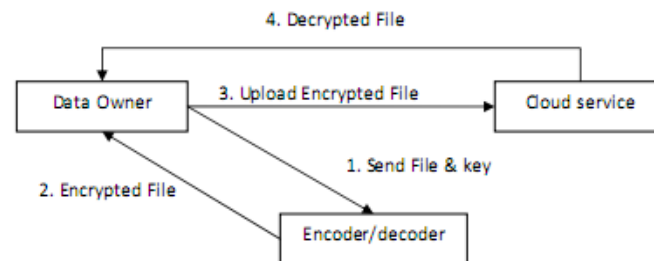 4. Decrypted File
Data Owner
3. Upload Encrypted File
Cloud service
1. Send File & key
2. Encrypted File
Encoder/decoder